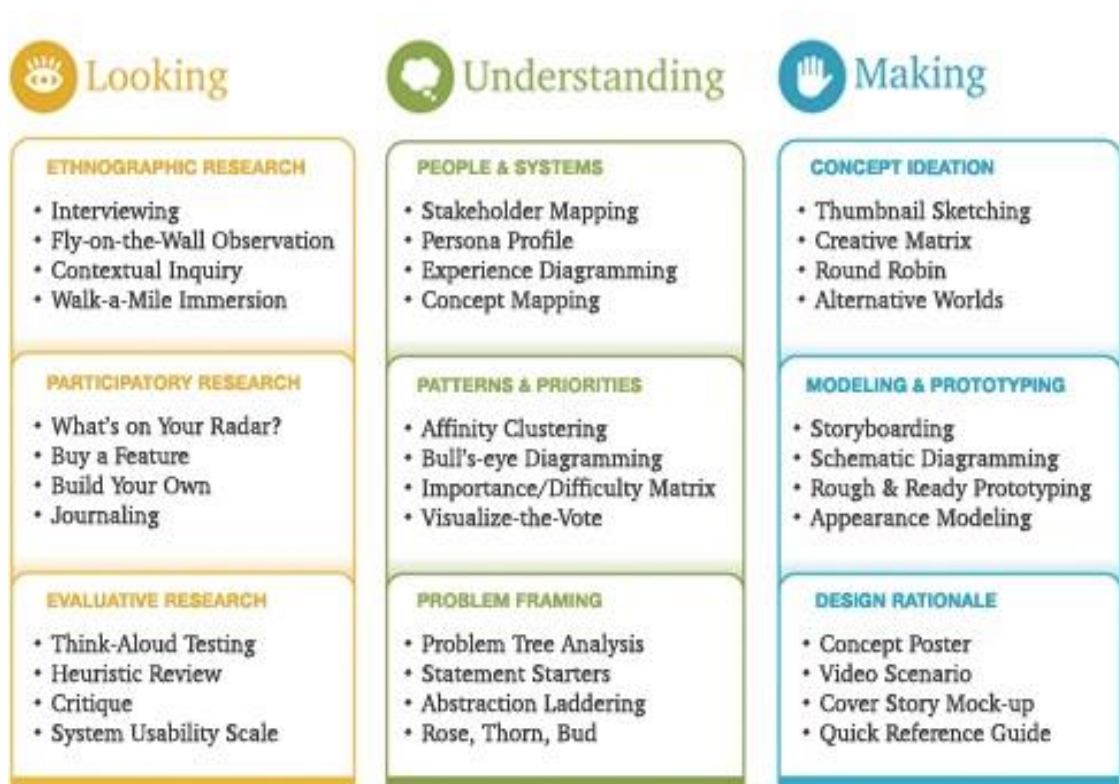 Looking
ETHNOGRAPHIC RESEARCH
• Interviewing
• Fly-on-the-Wall Observation
• Contextual Inquiry
• Walk-a-Mile Immersion
PARTICIPATORY RESEARCH
• What's on Your Radar?
• Buy a Feature
• Build Your Own
• Journaling
EVALUATIVE RESEARCH
• Think-Aloud Testing
• Heuristic Review
• Critique
• System Usability Scale
Understanding
PEOPLE & SYSTEMS
• Stakeholder Mapping
• Persona Profile
• Experience Diagramming
• Concept Mapping
PATTERNS & PRIORITIES
• Affinity Clustering
• Bull's-eye Diagramming
• Importance/Difficulty Matrix
• Visualize-the-Vote
PROBLEM FRAMING
• Problem Tree Analysis
• Statement Starters
• Abstraction Laddering
• Rose, Thorn, Bud
Making
CONCEPT IDEATION
• Thumbnail Sketching
• Creative Matrix
• Round Robin
• Alternative Worlds
MODELING & PROTOTYPING
• Storyboarding
• Schematic Diagramming
• Rough & Ready Prototyping
• Appearance Modeling
DESIGN RATIONALE
• Concept Poster
• Video Scenario
• Cover Story Mock-up
• Quick Reference Guide